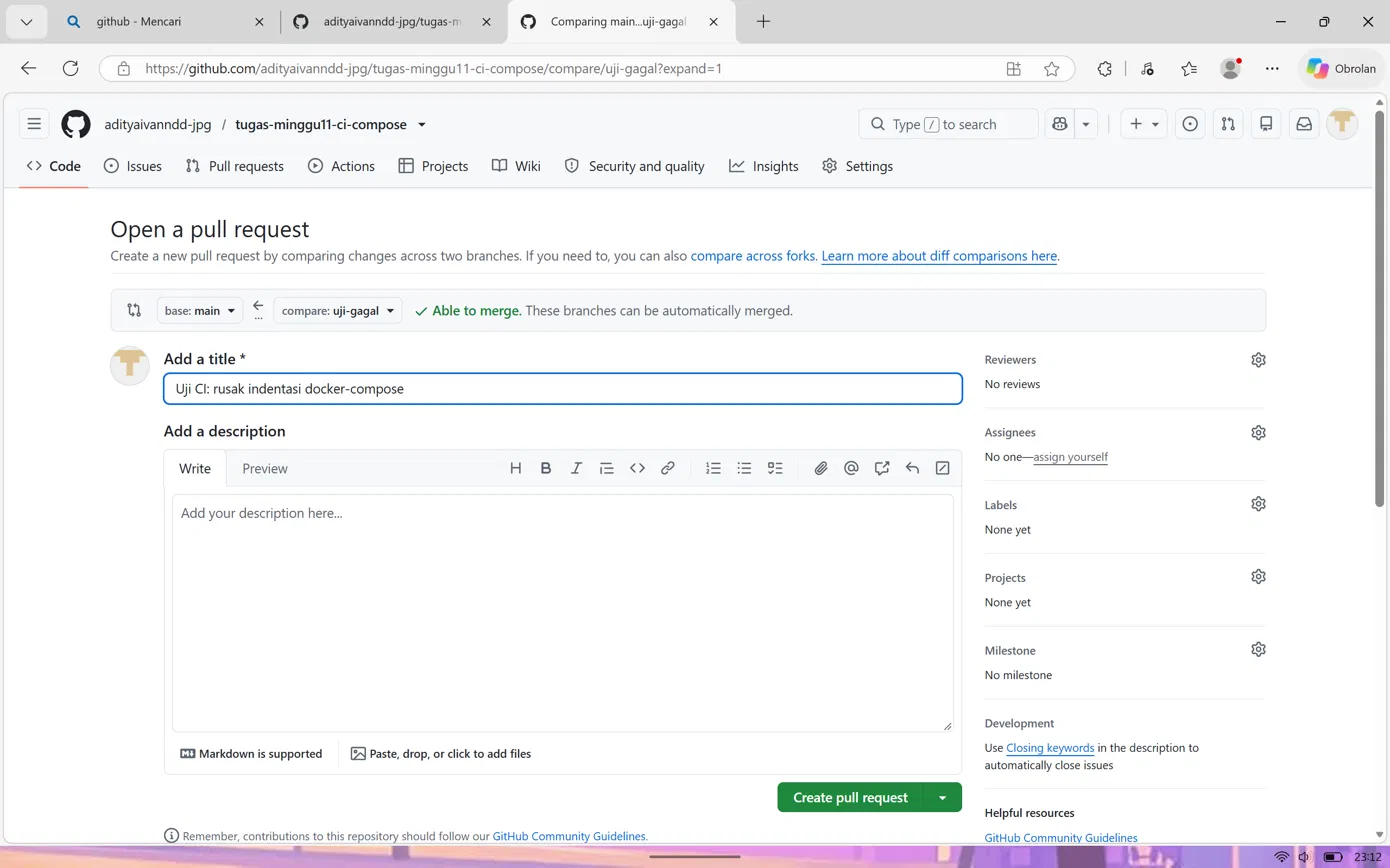 github - Mencari
adityaivanndd-jpg/tugas-m
Comparing main...uji-gagal
https://github.com/adityaivanndd-jpg/tugas-minggu11-ci-compose/compare/uji-gagal?expand=1
Obrolan
adityaivanndd-jpg / tugas-minggu11-ci-compose
Type / to search
Code Issues Pull requests Actions Projects Wiki Security and quality Insights Settings
Open a pull request
Create a new pull request by comparing changes across two branches. If you need to, you can also compare across forks. Learn more about diff comparisons here.
base: main ... compare: uji-gagal Able to merge. These branches can be automatically merged.
Add a title *
Uji CI: rusak indentasi docker-compose
Add a description
Write Preview
Add your description here...
Markdown is supported
Paste, drop, or click to add files
Create pull request
Remember, contributions to this repository should follow our GitHub Community Guidelines.
Reviewers
No reviews
Assignees
No one—assign yourself
Labels
None yet
Projects
None yet
Milestone
No milestone
Development
Use Closing keywords in the description to
automatically close issues
Helpful resources
GitHub Community Guidelines
23:12